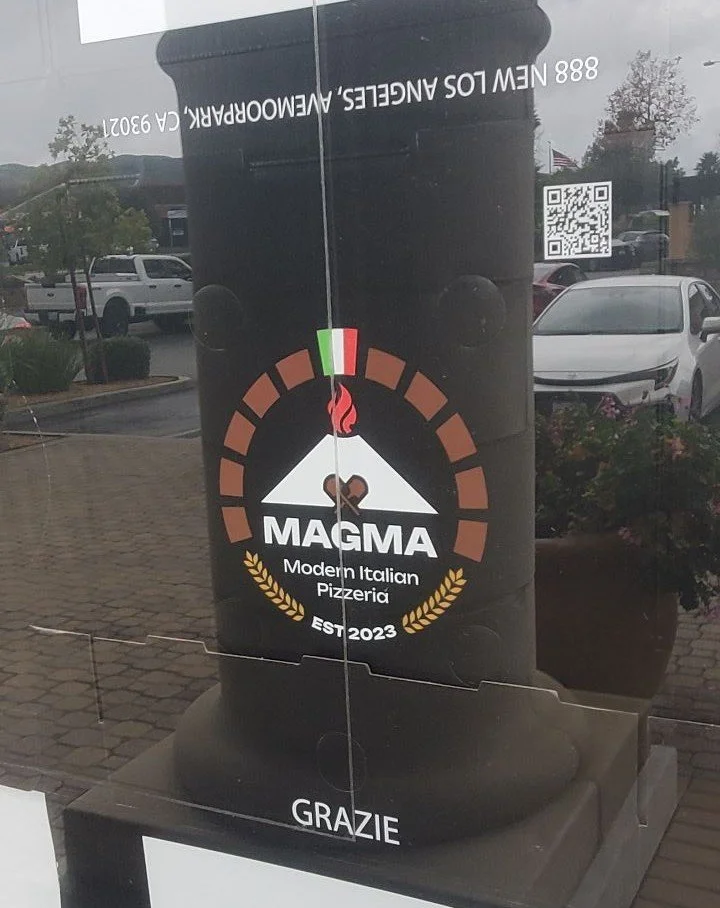 888 NEW LOS ANGELES, AVEMOORPARK, CA 93021
MAGMA
Modern Italian
Pizzeria
EST 2023
GRAZIE